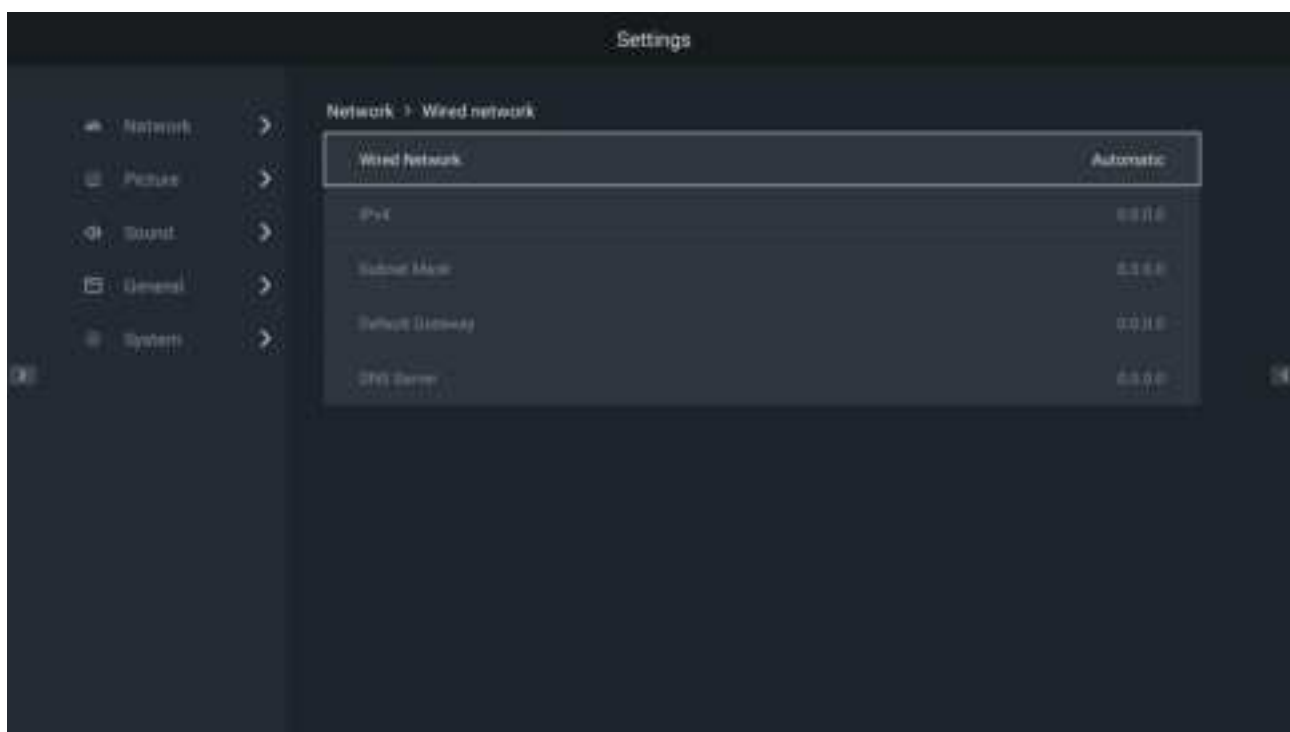 Settings
Network > Wired network
Network
Picture
Sound
General
System
Wired Network Automatic
IPv4 0.0.0.0
Subnet Mask 0.0.0.0
Default Gateway 0.0.0.0
DNS Server 0.0.0.0